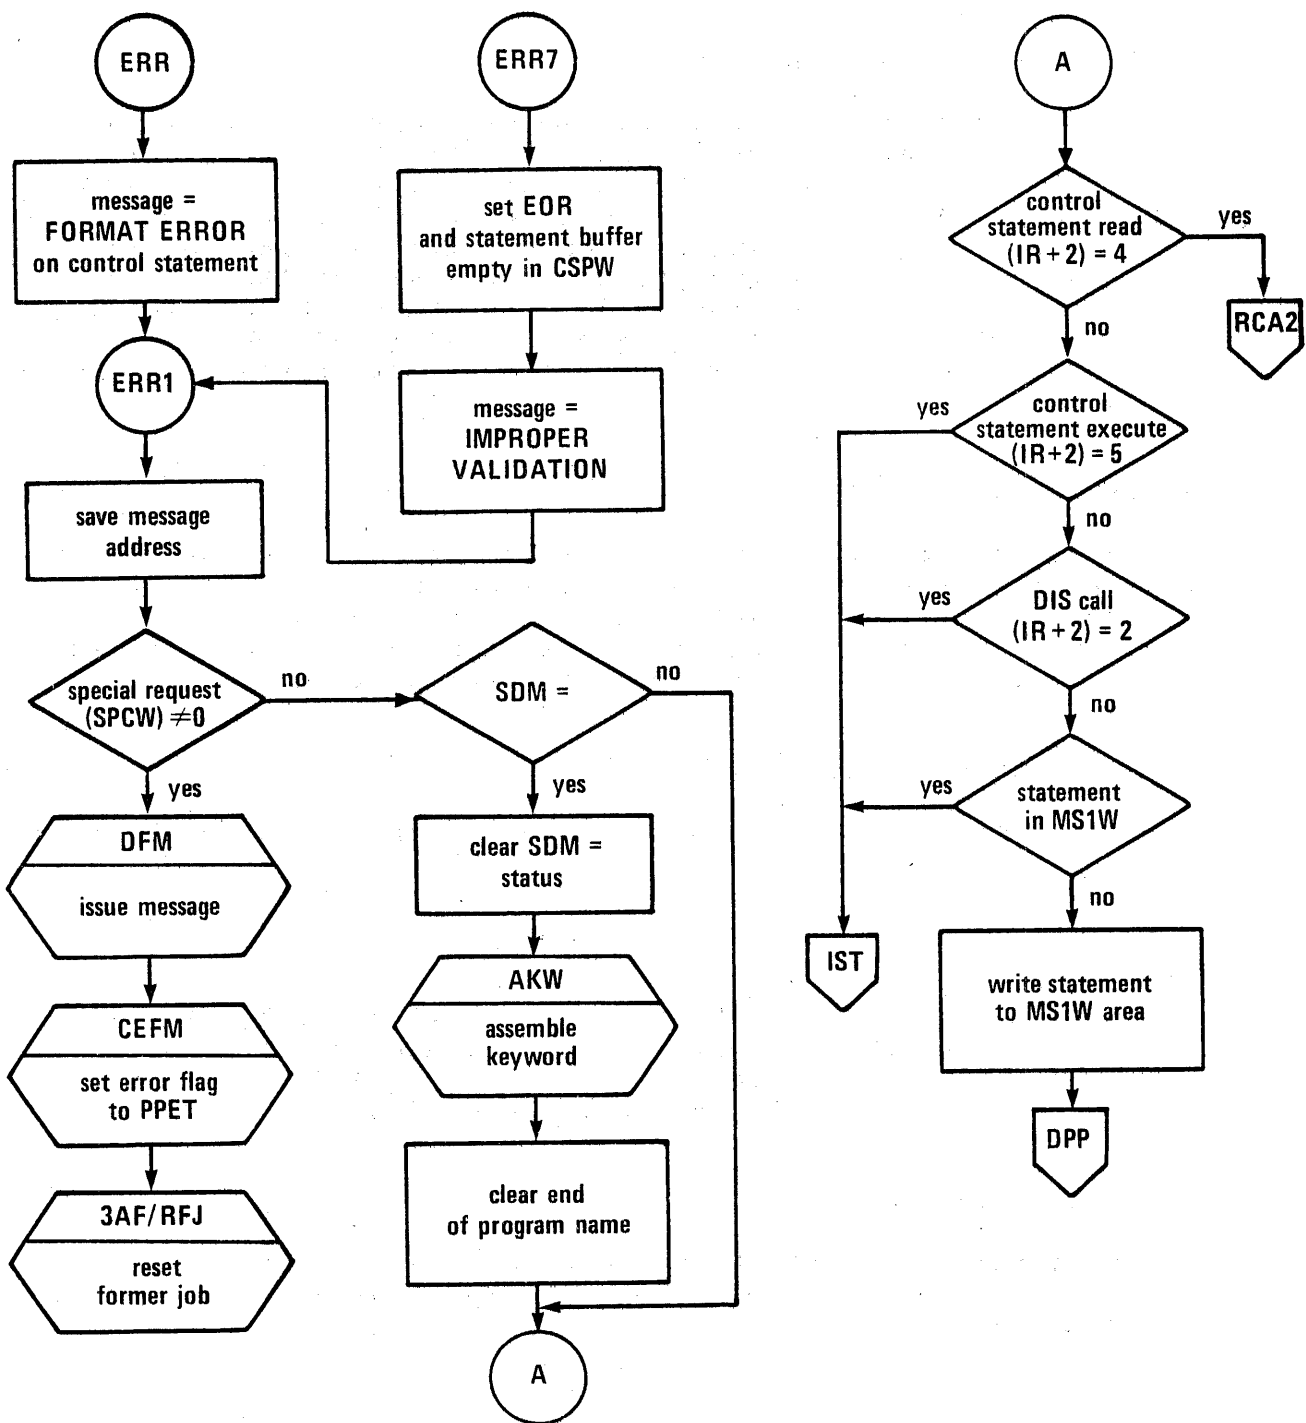 ERR
message =
FORMAT ERROR
on control statement
ERR1
save message
address
special request
(SPCW) ≠0
no
yes
DFM
issue message
CEFM
set error flag
to PPET
3AF/RFJ
reset
former job
ERR7
set EOR
and statement buffer
empty in CSPW
message =
IMPROPER
VALIDATION
SDM =
no
yes
clear SDM =
status
AKW
assemble
keyword
clear end
of program name
A
A
control
statement read
(IR+2) = 4
yes
RCA2
no
control
statement execute
(IR+2) = 5
yes
no
DIS call
(IR+2) = 2
yes
no
statement
in MS1W
yes
no
IST
write statement
to MS1W area
DPP